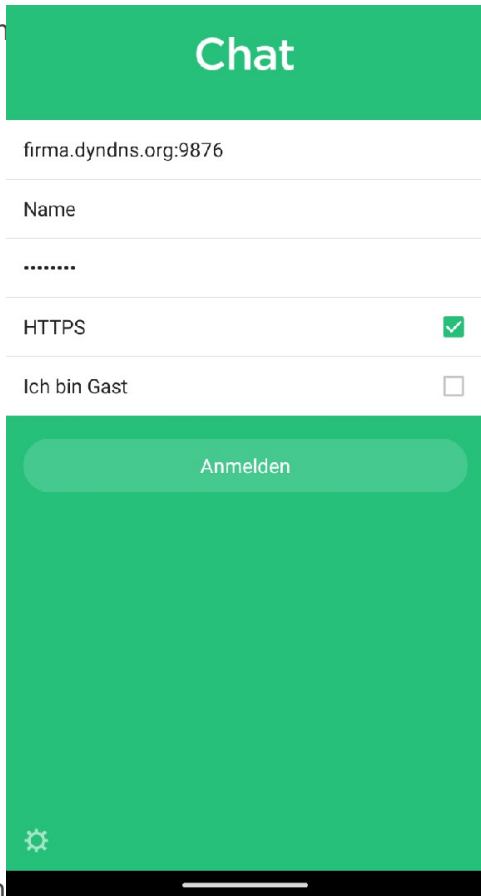 Chat
firma.dyndns.org:9876
Name
••••••••
HTTPS
Ich bin Gast
Anmelden